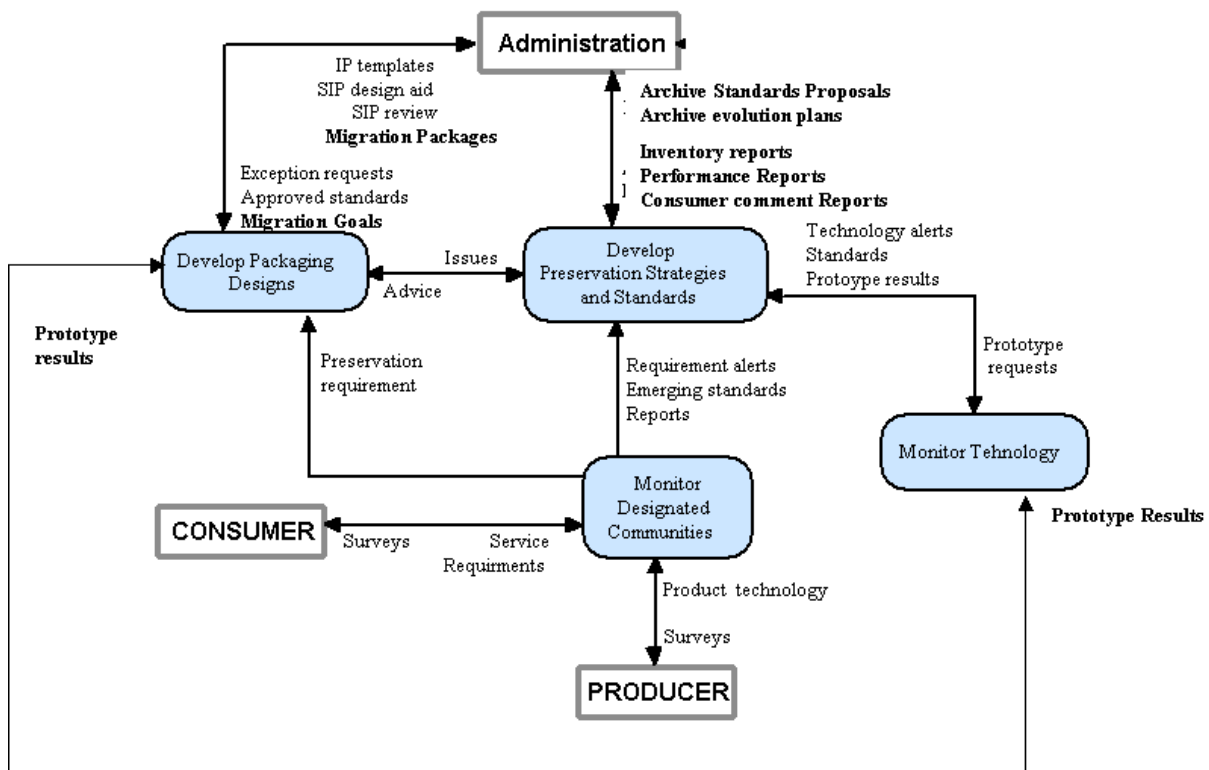 Administration
IP templates
SIP design aid
SIP review
Migration Packages
Archive Standards Proposals
Archive evolution plans
Inventory reports
Performance Reports
Consumer comment Reports
Exception requests
Approved standards
Migration Goals
Technology alerts
Standards
Protoype results
Develop Packaging
Designs
Issues
Advice
Develop
Preservation Strategies
and Standards
Prototype
results
Preservation
requirement
Requirement alerts
Emerging standards
Reports
Prototype
requests
Monitor Tehnology
Monitor
Designated
Communities
Prototype Results
CONSUMER
Surveys
Service
Requirments
Product technology
Surveys
PRODUCER